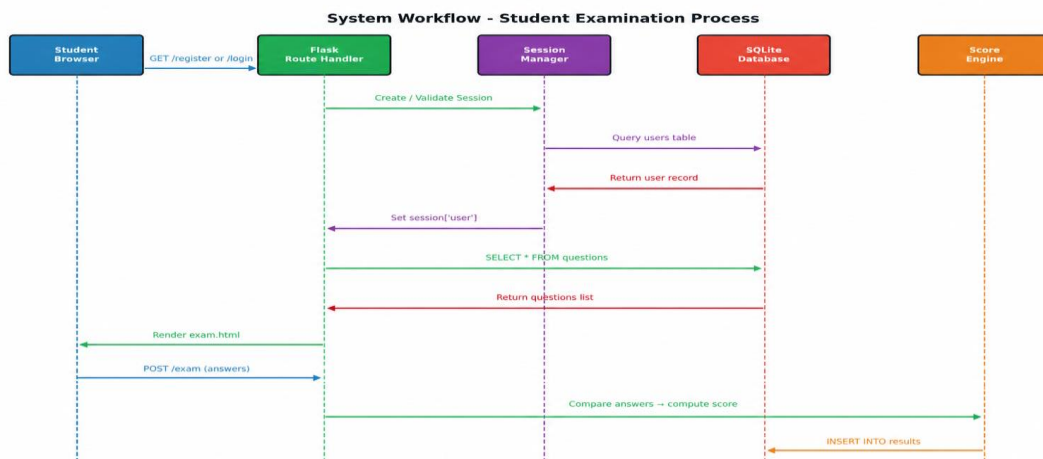 System Workflow - Student Examination Process
Student
Browser
GET /register or /login
Flask
Route Handler
Session
Manager
SQLite
Database
Score
Engine
Create / Validate Session
Query users table
Return user record
Set session['user']
SELECT * FROM questions
Return questions list
Render exam.html
POST /exam (answers)
Compare answers → compute score
INSERT INTO results